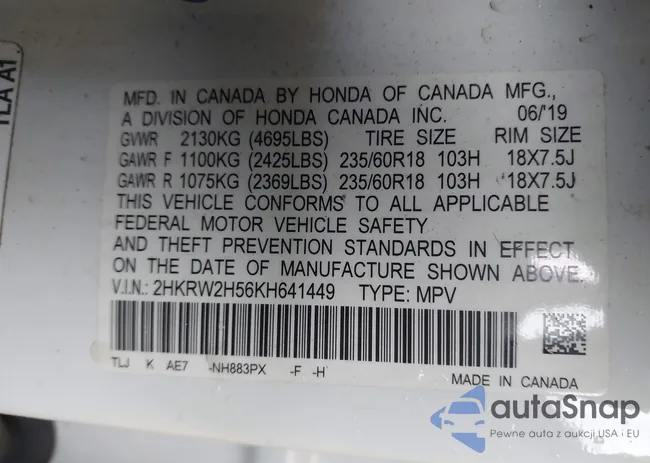 TLA A1
MFD. IN CANADA BY HONDA OF CANADA MFG.,
A DIVISION OF HONDA CANADA INC. 06/'19
GVWR 2130KG (4695LBS) TIRE SIZE RIM SIZE
GAWR F 1100KG (2425LBS) 235/60R18 103H 18X7.5J
GAWR R 1075KG (2369LBS) 235/60R18 103H 18X7.5J
THIS VEHICLE CONFORMS TO ALL APPLICABLE
FEDERAL MOTOR VEHICLE SAFETY
AND THEFT PREVENTION STANDARDS IN EFFECT
ON THE DATE OF MANUFACTURE SHOWN ABOVE.
V.I.N.: 2HKRW2H56KH641449 TYPE: MPV
TLJ K AE7 -NH883PX -F -H
MADE IN CANADA
autaSnap
Pewne auta z aukcji USA i EU